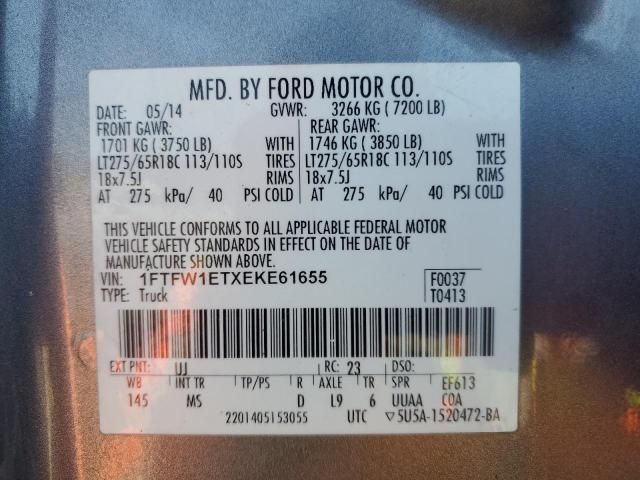 MFD. BY FORD MOTOR CO.
DATE: 05/14 GVWR: 3266 KG ( 7200 LB)
FRONT GAWR: REAR GAWR:
1701 KG ( 3750 LB) WITH 1746 KG ( 3850 LB) WITH
LT275/65R18C 113/110S TIRES LT275/65R18C 113/110S TIRES
18x7.5J RIMS 18x7.5J RIMS
AT 275 kPa/ 40 PSI COLD AT 275 kPa/ 40 PSI COLD
THIS VEHICLE CONFORMS TO ALL APPLICABLE FEDERAL MOTOR
VEHICLE SAFETY STANDARDS IN EFFECT ON THE DATE OF
MANUFACTURE SHOWN ABOVE.
VIN: 1FTFW1ETXEKE61655 F0037
TYPE: Truck T0413
EXT PNT: UJ RC: 23 DSO:
WB INT TR TP/PS R AXLE TR SPR EF613
145 MS D L9 6 UUAA COA
2201405153055 UTC ▽5U5A-1520472-BA